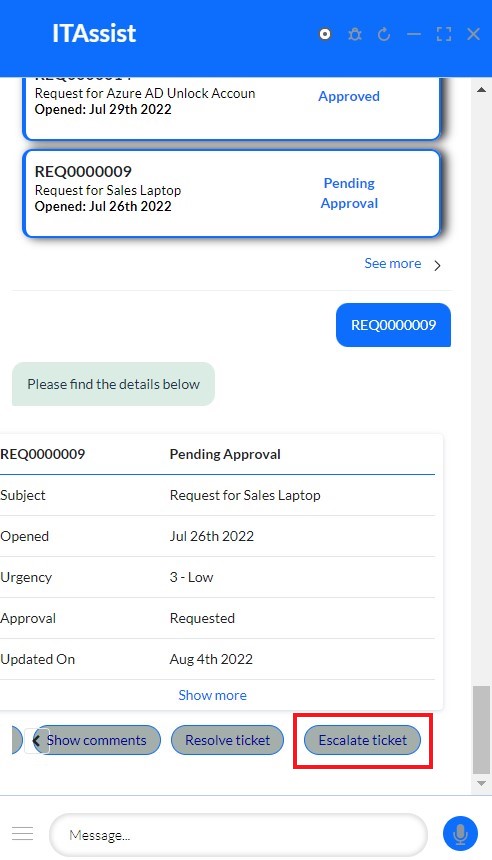 ITAssist
REQ0000014
Request for Azure AD Unlock Accoun
Opened: Jul 29th 2022
Approved
REQ0000009
Request for Sales Laptop
Opened: Jul 26th 2022
Pending
Approval
See more
REQ0000009
Please find the details below
REQ0000009 Pending Approval
Subject Request for Sales Laptop
Opened Jul 26th 2022
Urgency 3 - Low
Approval Requested
Updated On Aug 4th 2022
Show more
Show comments Resolve ticket Escalate ticket
Message...